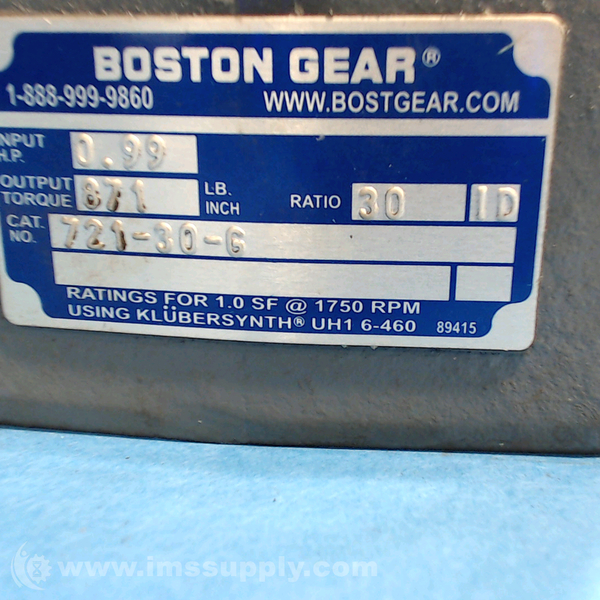 BOSTON GEAR®
1-888-999-9860 WWW.BOSTGEAR.COM
INPUT H.P. 0.99
OUTPUT TORQUE 871 LB. INCH RATIO 30 1D
CAT. NO. 721-30-G
RATINGS FOR 1.0 SF @ 1750 RPM
USING KLÜBERSYNTH® UH1 6-460 89415
www.imssupply.com